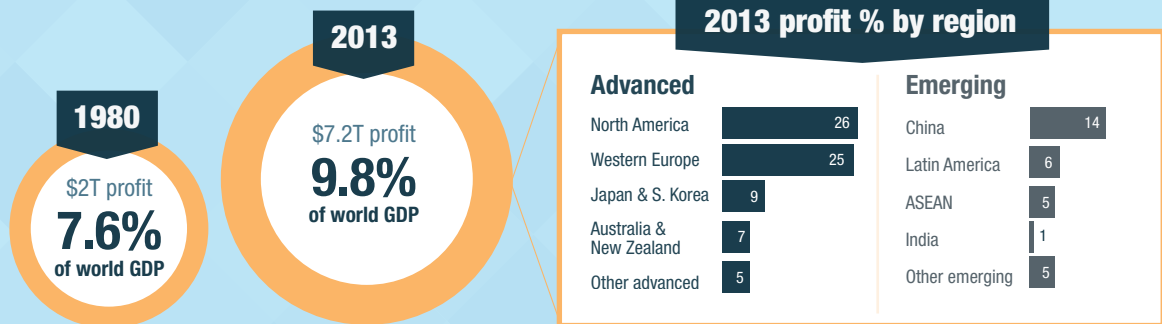 1980
$2T profit
7.6%
of world GDP
2013
$7.2T profit
9.8%
of world GDP
2013 profit % by region
Advanced
North America 26
Western Europe 25
Japan & S. Korea 9
Australia &
New Zealand 7
Other advanced 5
Emerging
China 14
Latin America 6
ASEAN 5
India 1
Other emerging 5